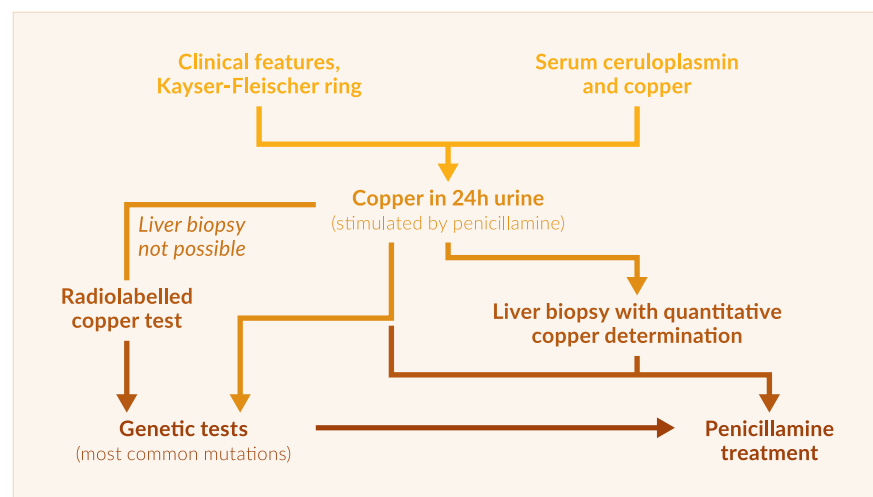 Clinical features,
Kayser-Fleischer ring
Serum ceruloplasmin
and copper
Copper in 24h urine
(stimulated by penicillamine)
Liver biopsy
not possible
Radiolabelled
copper test
Liver biopsy with quantitative
copper determination
Genetic tests
(most common mutations)
Penicillamine
treatment